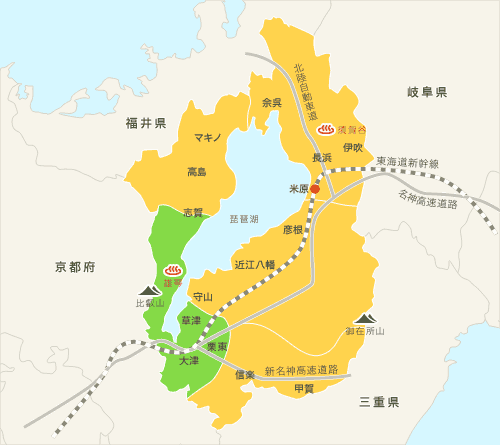 北陸自動車道
岐阜県
余呉
福井県
須賀谷
マキノ
伊吹
長浜
東海道新幹線
高島
米原
名神高速道路
志賀
琵琶湖
彦根
京都府
近江八幡
雄琴
守山
比叡山
草津
御在所山
栗東
大津
新名神高速道路
信楽
甲賀
三重県